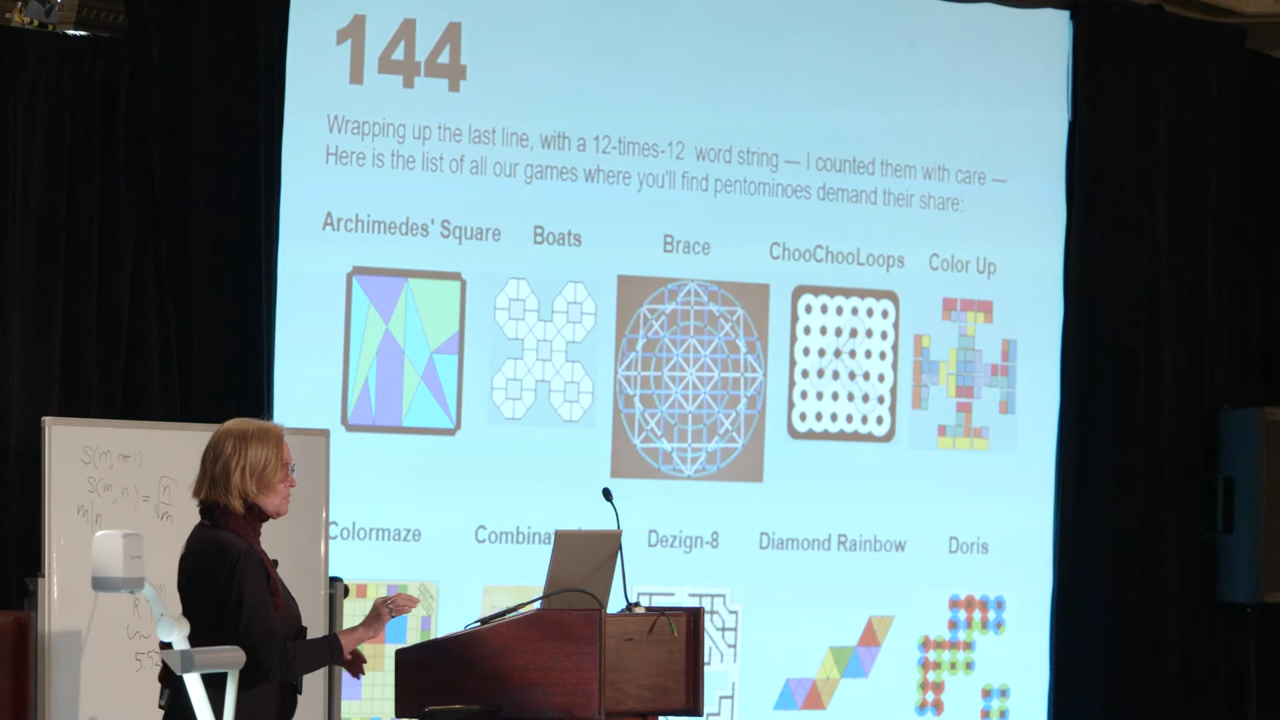 144
Wrapping up the last line, with a 12-times-12 word string — I counted them with care —
Here is the list of all our games where you'll find pentominoes demand their share:
Archimedes' Square Boats Brace ChooChooLoops Color Up
Colormaze Dezign-8 Diamond Rainbow Doris
S(m, n+1)
S(m, n) = √n/m
m|n